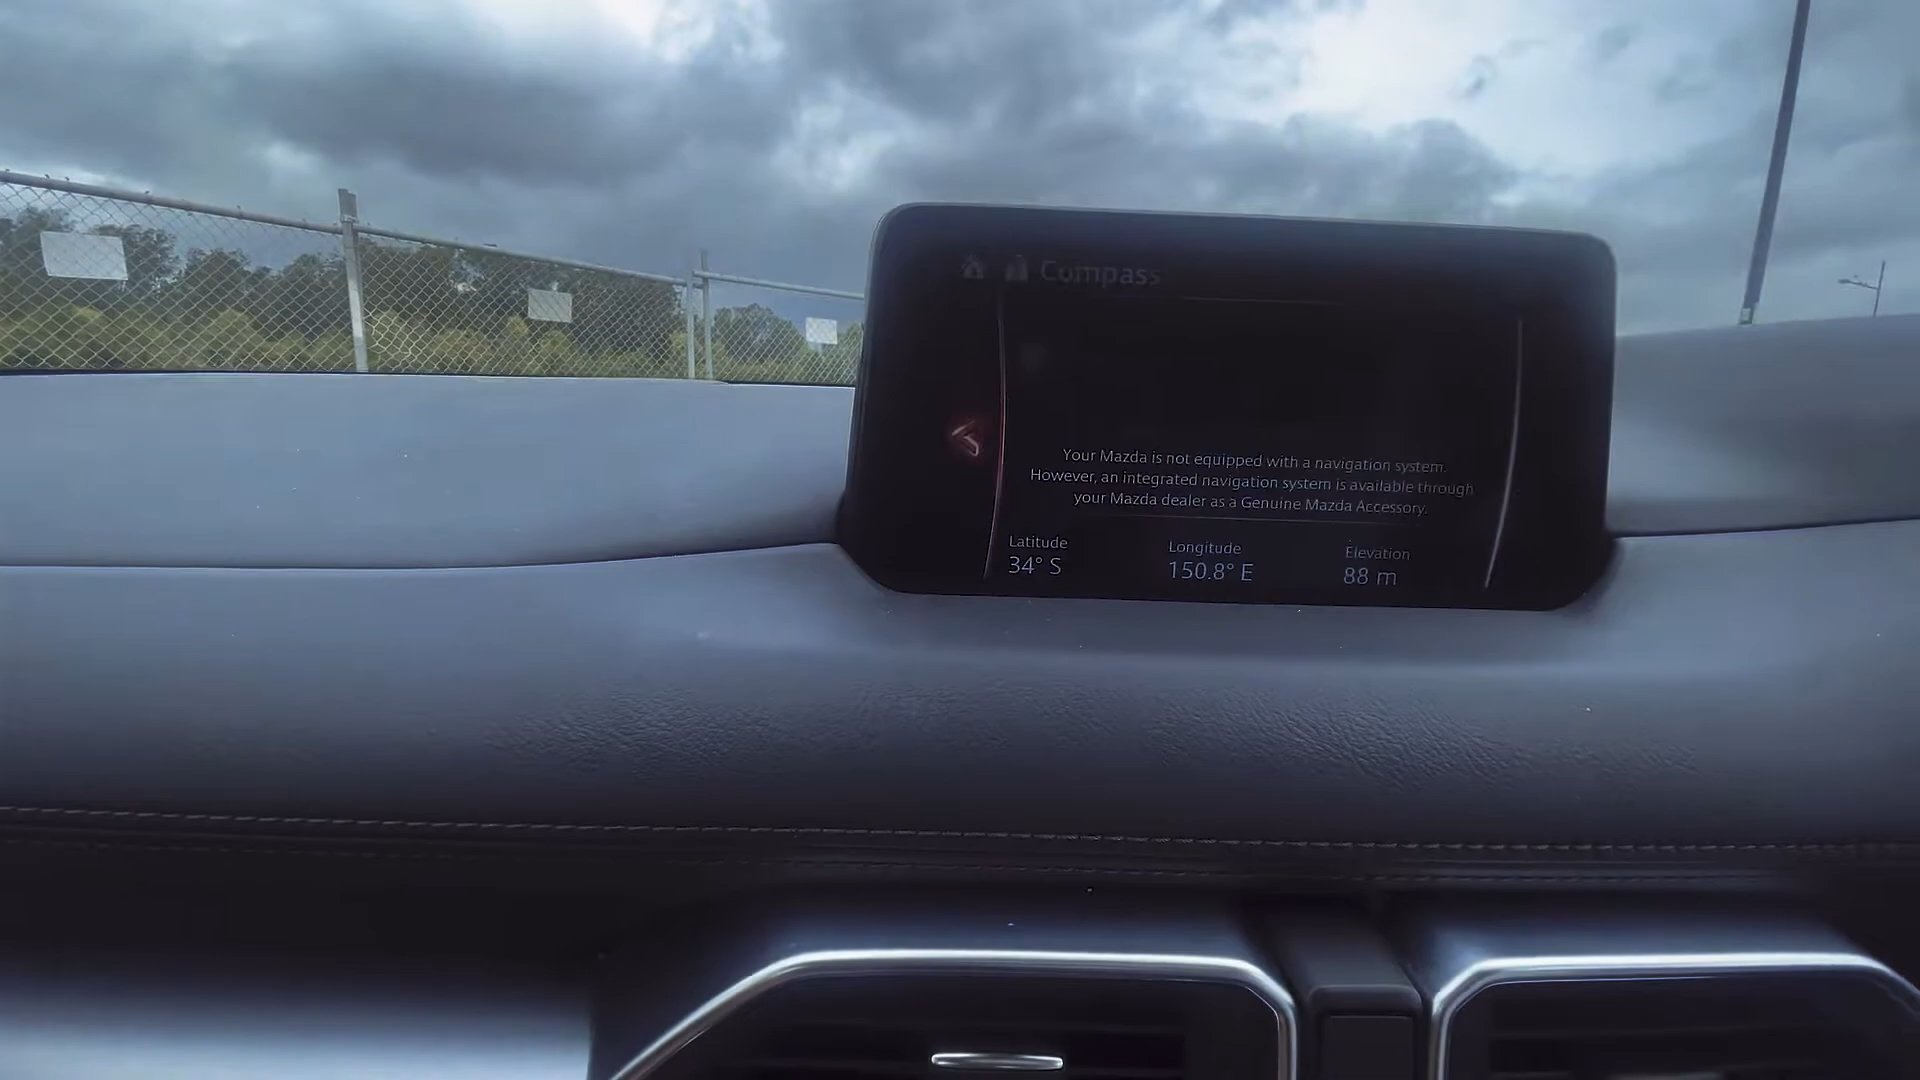 Compass
Your Mazda is not equipped with a navigation system.
However, an integrated navigation system is available through
your Mazda dealer as a Genuine Mazda Accessory.
Latitude Longitude Elevation
34° S 150.8° E 88 m